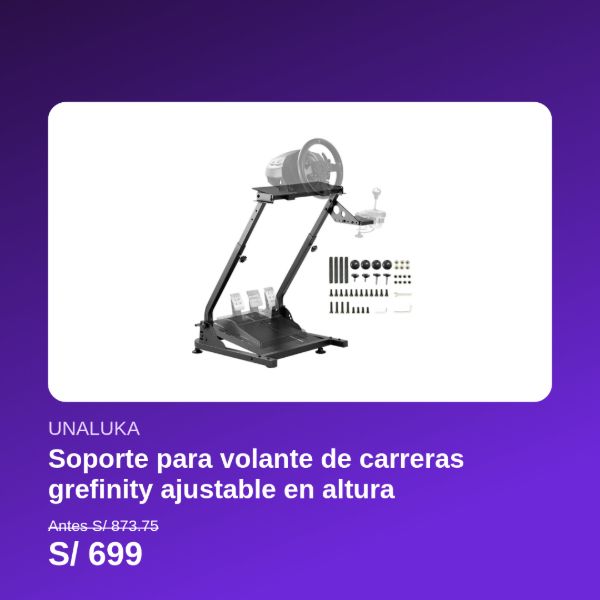 UNALUKA
Soporte para volante de carreras
grefinity ajustable en altura
Antes S/ 873.75
S/ 699